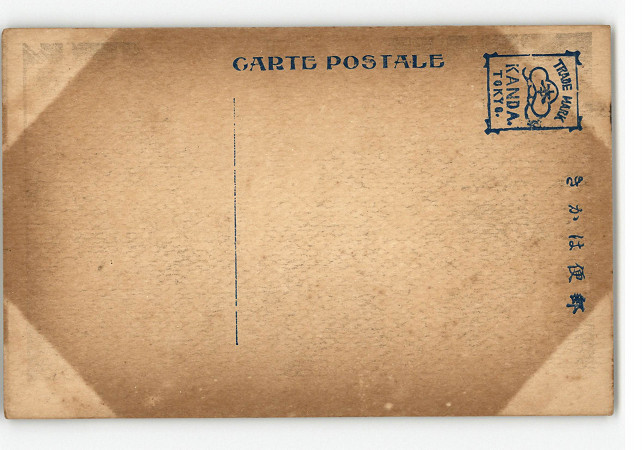 CARTE POSTALE
TRADE MARK
KANDA.
TOKYO.
郵便はかき